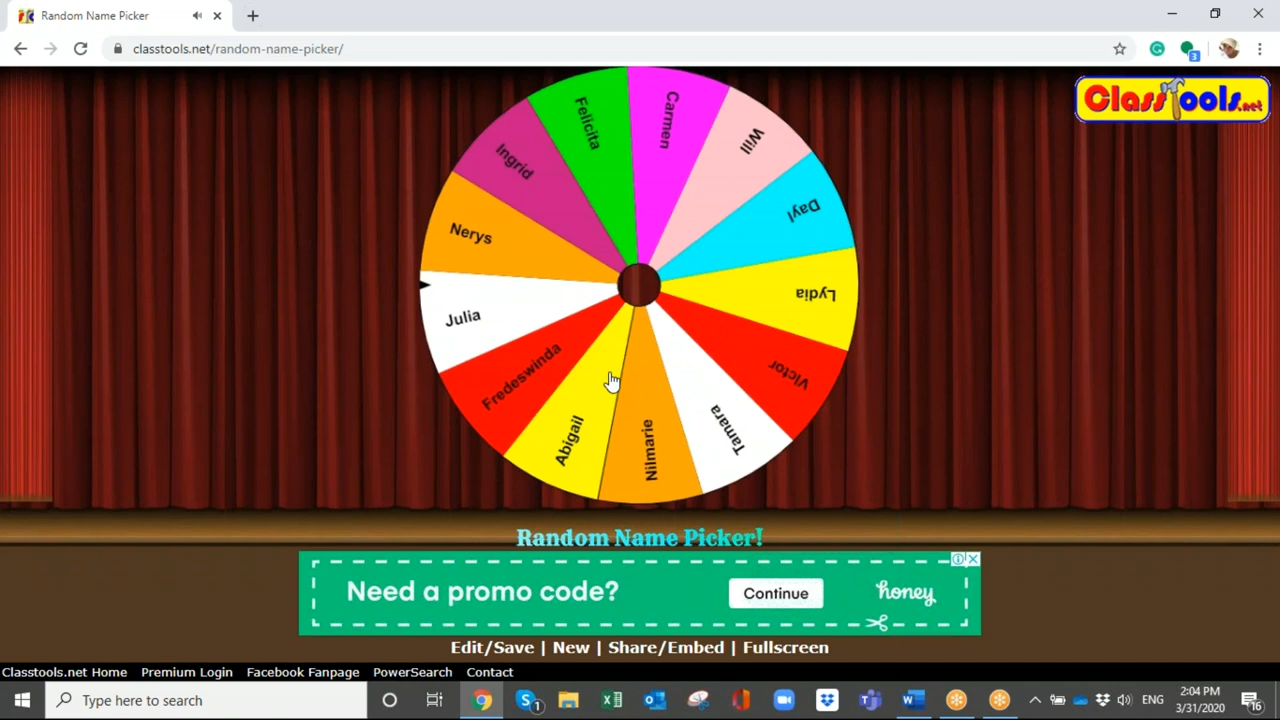 Random Name Picker
classtools.net/random-name-picker/
3
ClassTools.net
Felicita
Carmen
Will
Ingrid
Dayl
Nerys
Lydia
Julia
Victor
Fredeswinda
Tamara
Abigail
Nilmarie
Random Name Picker!
Need a promo code?
Continue
honey
Edit/Save | New | Share/Embed | Fullscreen
Classtools.net Home Premium Login Facebook Fanpage PowerSearch Contact
Type here to search
1
ENG
2:04 PM
3/31/2020
16